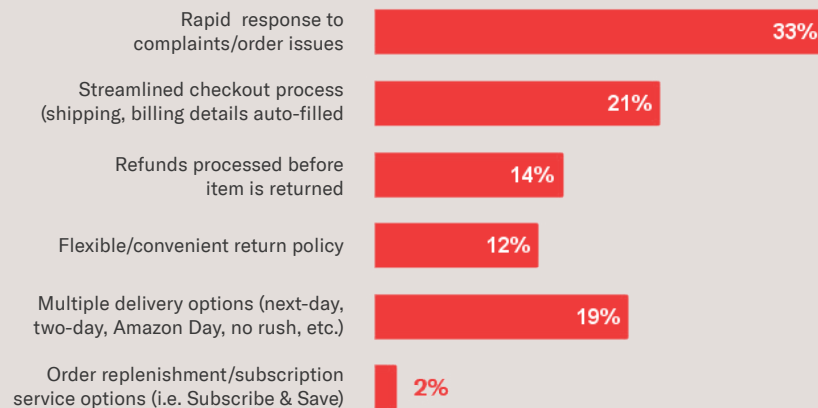 Rapid  response to
complaints/order issues
33%
Streamlined checkout process
(shipping, billing details auto-filled
21%
Refunds processed before
item is returned
14%
Flexible/convenient return policy
12%
Multiple delivery options (next-day,
two-day, Amazon Day, no rush, etc.)
19%
Order replenishment/subscription
service options (i.e. Subscribe & Save)
2%